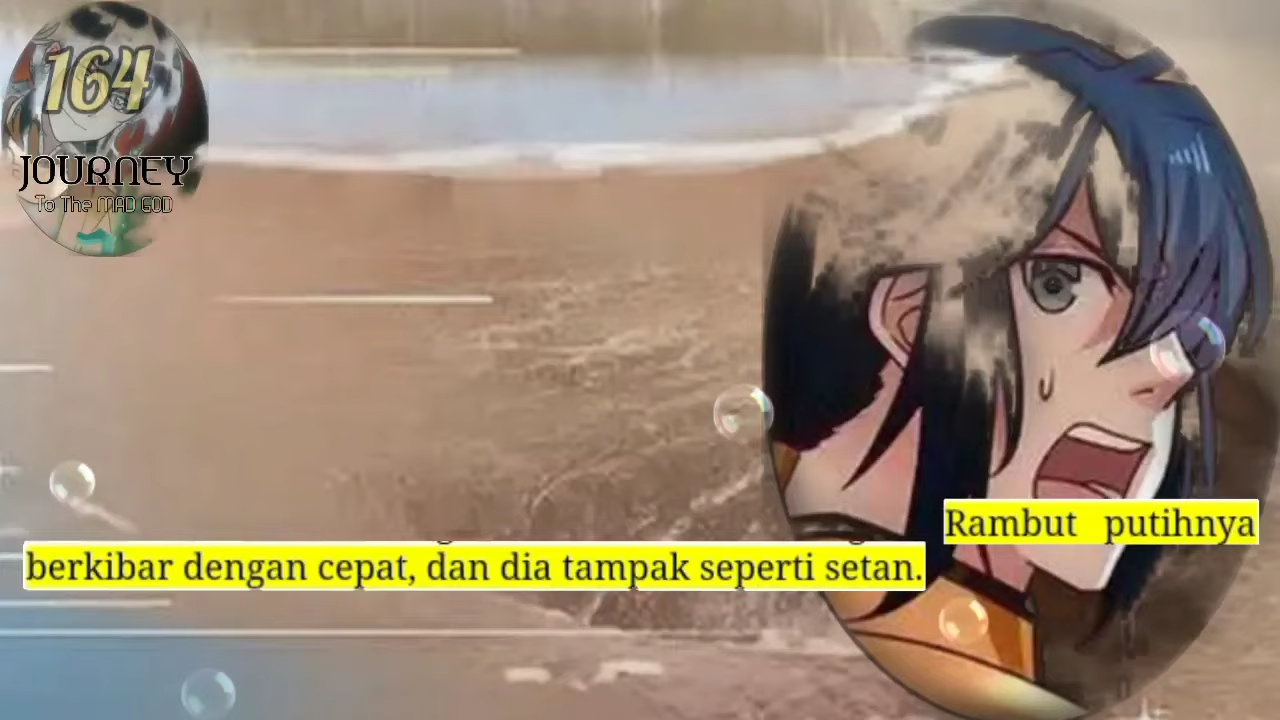 164
JOURNEY
To The MAD GOD
Rambut putihnya
berkibar dengan cepat, dan dia tampak seperti setan.